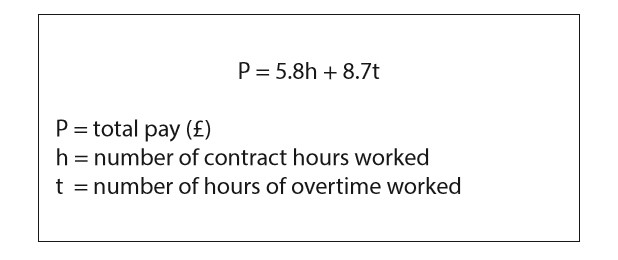 P = 5.8h + 8.7t
P = total pay (£)
h = number of contract hours worked
t = number of hours of overtime worked